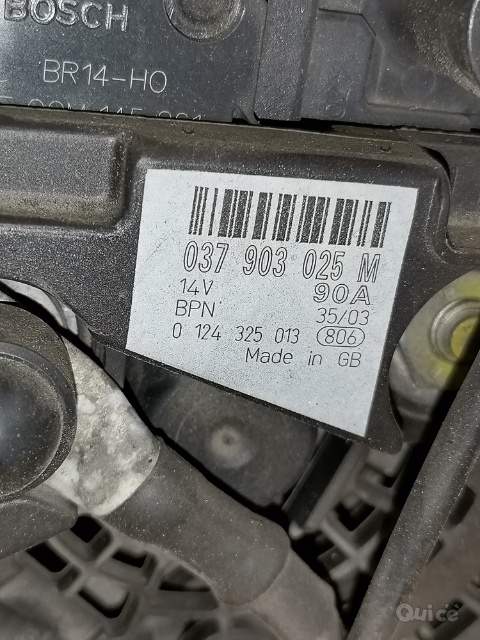 BOSCH
BR14-HO
037 903 025 M
14V 90A
BPN 35/03
0 124 325 013 806
Made in GB
Quice